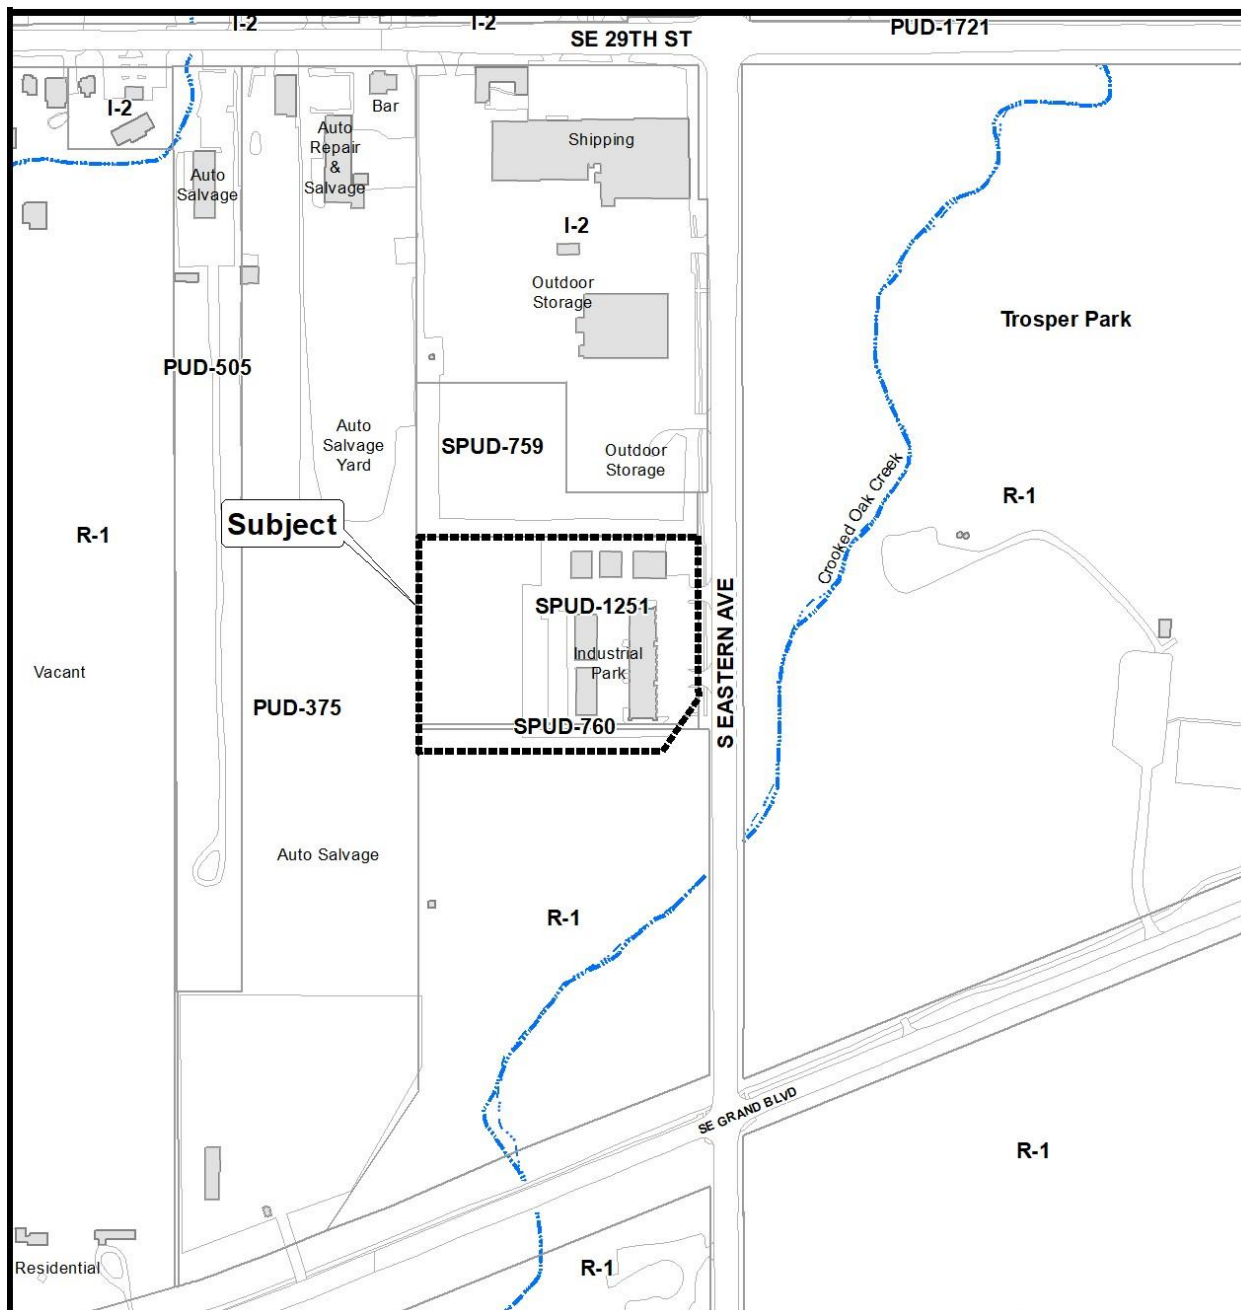 I-2
I-2
PUD-1721
SE 29TH ST
I-2
Bar
Auto
Repair
&
Salvage
Shipping
Auto
Salvage
I-2
Outdoor
Storage
Trosper Park
PUD-505
Auto
Salvage
Yard
SPUD-759
Outdoor
Storage
Crooked Oak Creek
R-1
Subject
R-1
SPUD-1251
S EASTERN AVE
Industrial
Park
Vacant
PUD-375
SPUD-760
Auto Salvage
R-1
SE GRAND BLVD
R-1
Residential
R-1